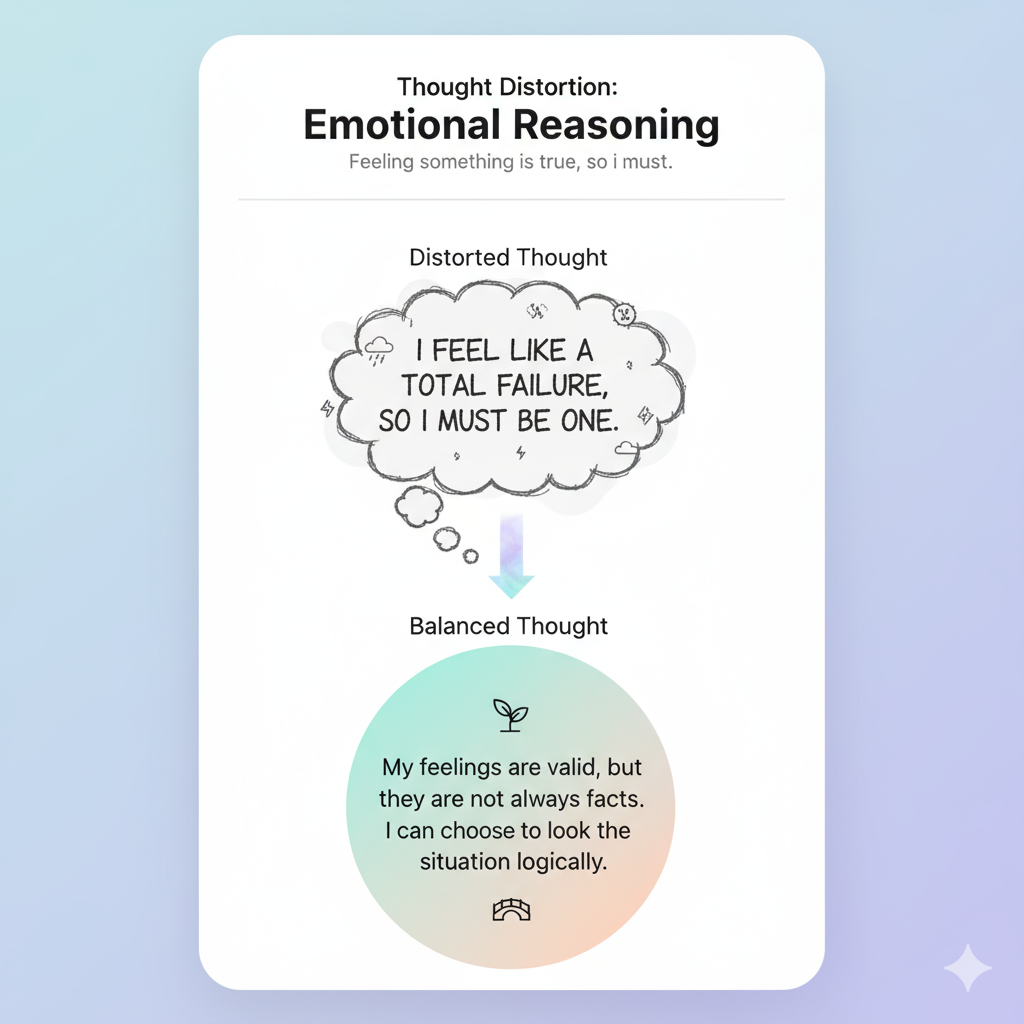 Thought Distortion:
Emotional Reasoning
Feeling something is true, so i must.
Distorted Thought
I FEEL LIKE A
TOTAL FAILURE,
SO I MUST BE ONE.
Balanced Thought
My feelings are valid, but
they are not always facts.
I can choose to look the
situation logically.